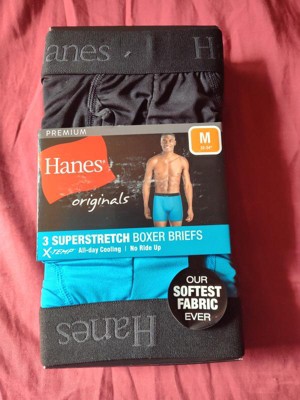 anes
H
PREMIUM
Hanes
originals
M
3 SUPERSTRETCH BOXER BRIEFS
X-TEMP All-day Cooling | No Ride Up
OUR
SOFTEST
FABRIC
EVER
Hanes